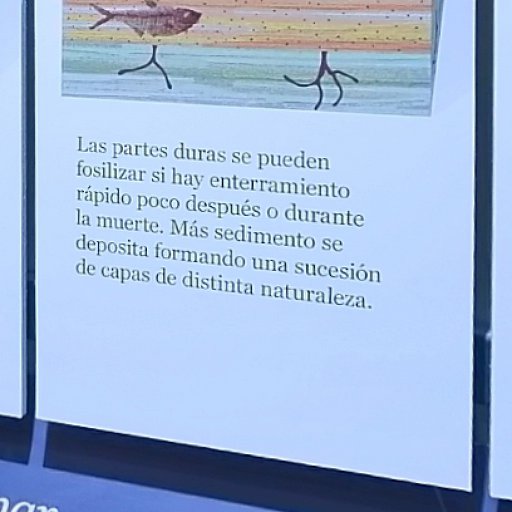 Las partes duras se pueden
fosilizar si hay enterramiento
rápido poco después o durante
la muerte. Más sedimento se
deposita formando una sucesión
de capas de distinta naturaleza.